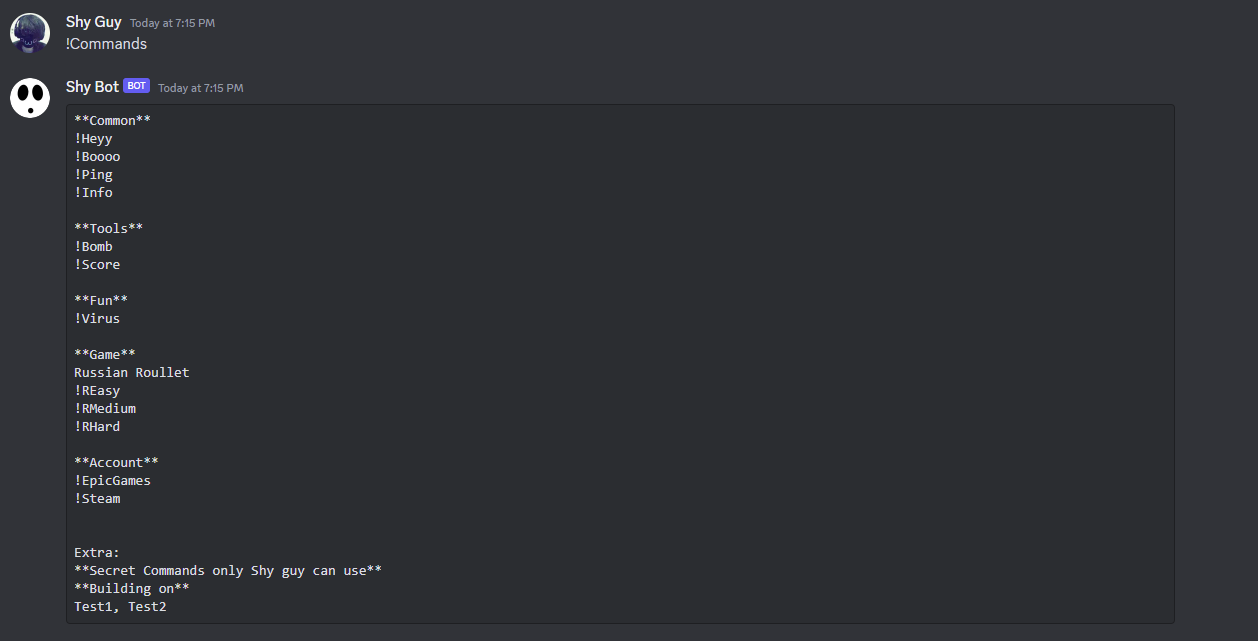 Shy Guy Today at 7:15 PM
!Commands
Shy Bot BOT Today at 7:15 PM
**Common**
!Heyy
!Boooo
!Ping
!Info
**Tools**
!Bomb
!Score
**Fun**
!Virus
**Game**
Russian Roullet
!REasy
!RMedium
!RHard
**Account**
!EpicGames
!Steam
Extra:
**Secret Commands only Shy guy can use**
**Building on**
Test1, Test2